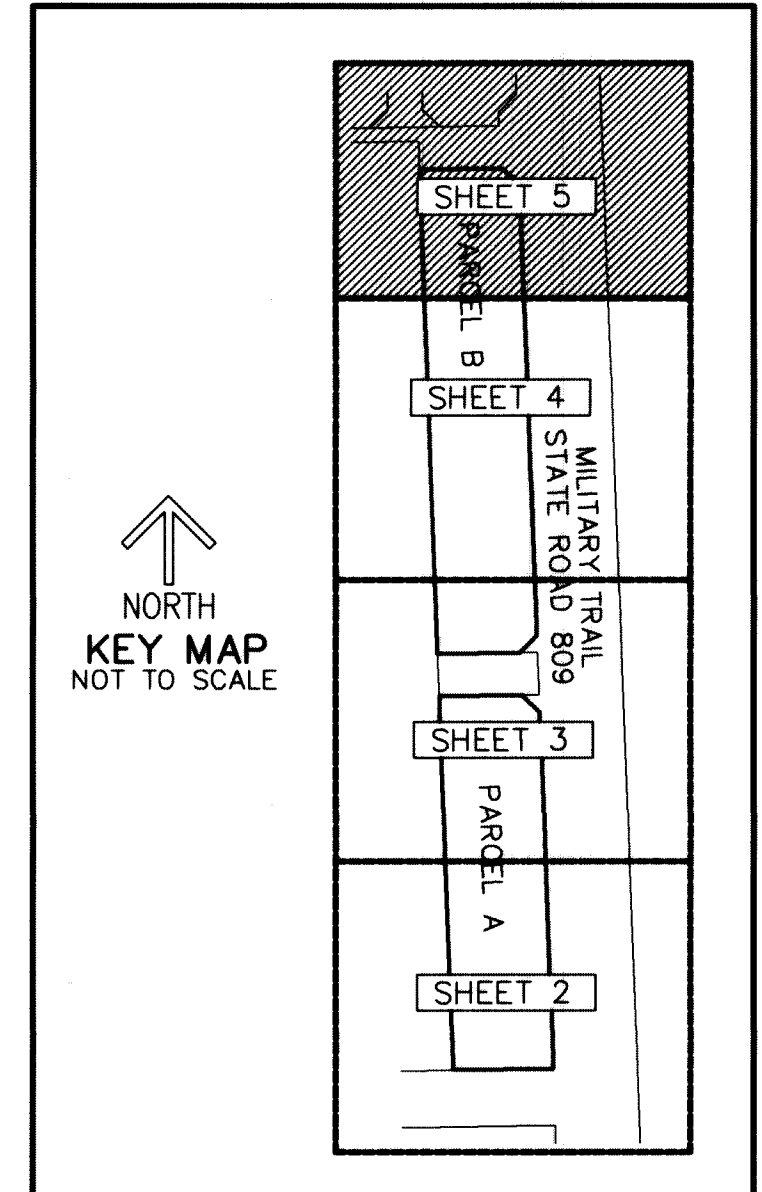 SHEET 5
PARCEL B
SHEET 4
MILITARY TRAIL
STATE ROAD 809
NORTH
KEY MAP
NOT TO SCALE
SHEET 3
PARCEL A
SHEET 2